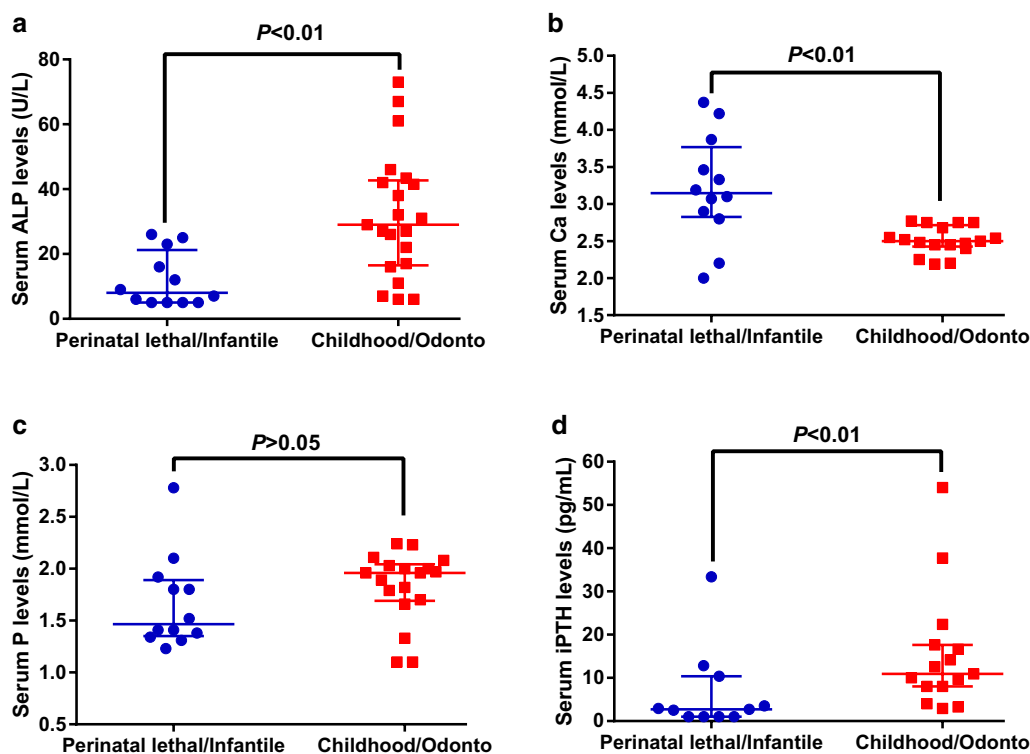 a
P<0.01
Serum ALP levels (U/L)
80
60
40
20
0
Perinatal lethal/Infantile
Childhood/Odonto
b
P<0.01
Serum Ca levels (mmol/L)
5.0
4.5
4.0
3.5
3.0
2.5
2.0
1.5
Perinatal lethal/Infantile
Childhood/Odonto
c
P>0.05
Serum P levels (mmol/L)
3.0
2.5
2.0
1.5
1.0
0.5
Perinatal lethal/Infantile
Childhood/Odonto
d
P<0.01
Serum iPTH levels (pg/mL)
60
50
40
30
20
10
0
Perinatal lethal/Infantile
Childhood/Odonto